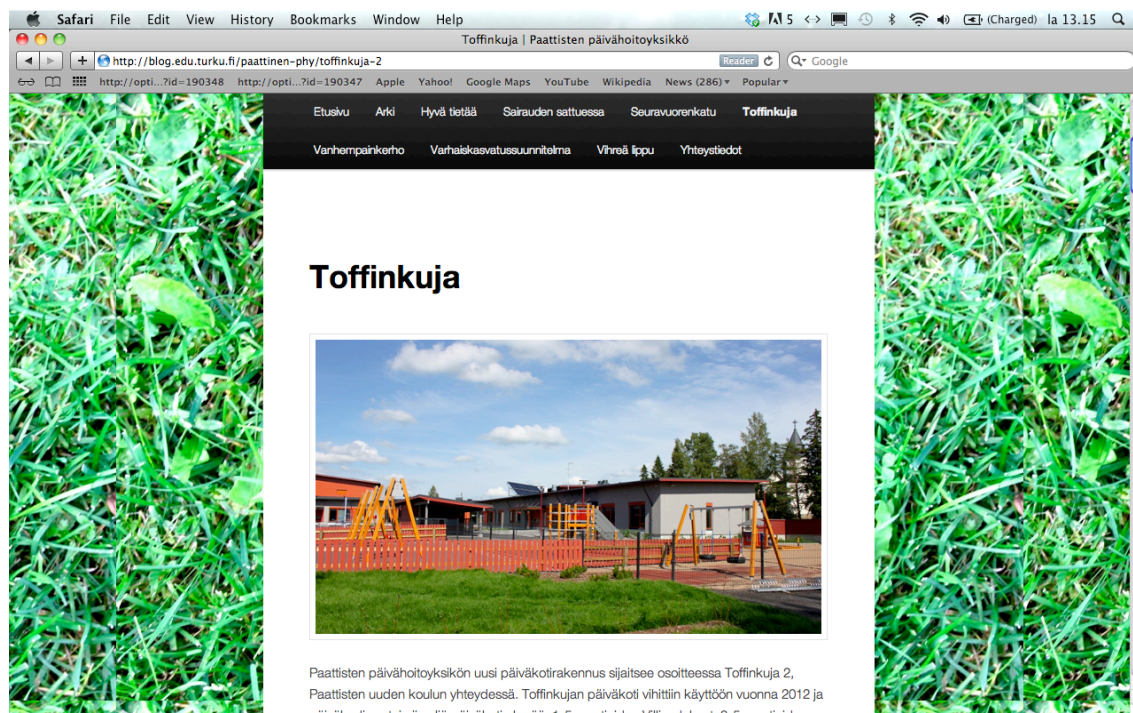 Safari File Edit View History Bookmarks Window Help 5 (Charged) la 13.15
Toffinkuja | Paattisten päivähoitoyksikkö
http://blog.edu.turku.fi/paattinen-phy/toffinkuja-2 Reader Google
http://opti...?id=190348 http://opti...?id=190347 Apple Yahoo! Google Maps YouTube Wikipedia News (286) Popular
Etusivu Arki Hyvä tietää Sairauden sattuessa Seuravuorenkatu Toffinkuja
Vanhempainkerho Varhaiskasvatussuunnitelma Vihreä lippu Yhteystiedot
Toffinkuja
Paattisten päivähoitoyksikön uusi päiväkotirakennus sijaitsee osoitteessa Toffinkuja 2,
Paattisten uuden koulun yhteydessä. Toffinkujan päiväkoti vihittiin käyttöön vuonna 2012 ja